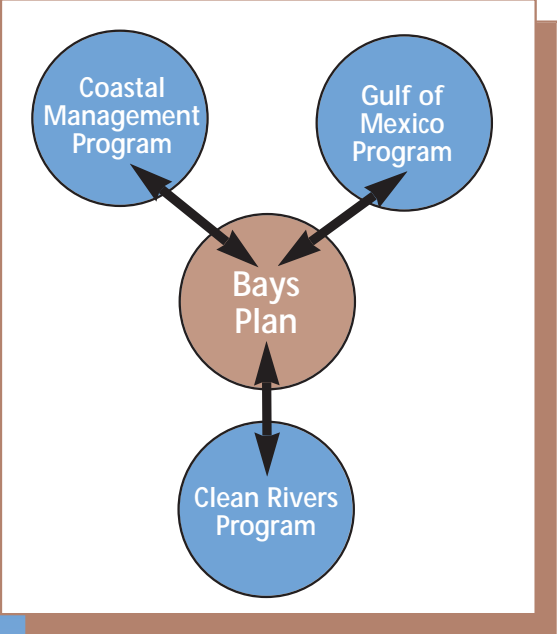 Coastal
Management
Program
Gulf of
Mexico
Program
Bays
Plan
Clean Rivers
Program